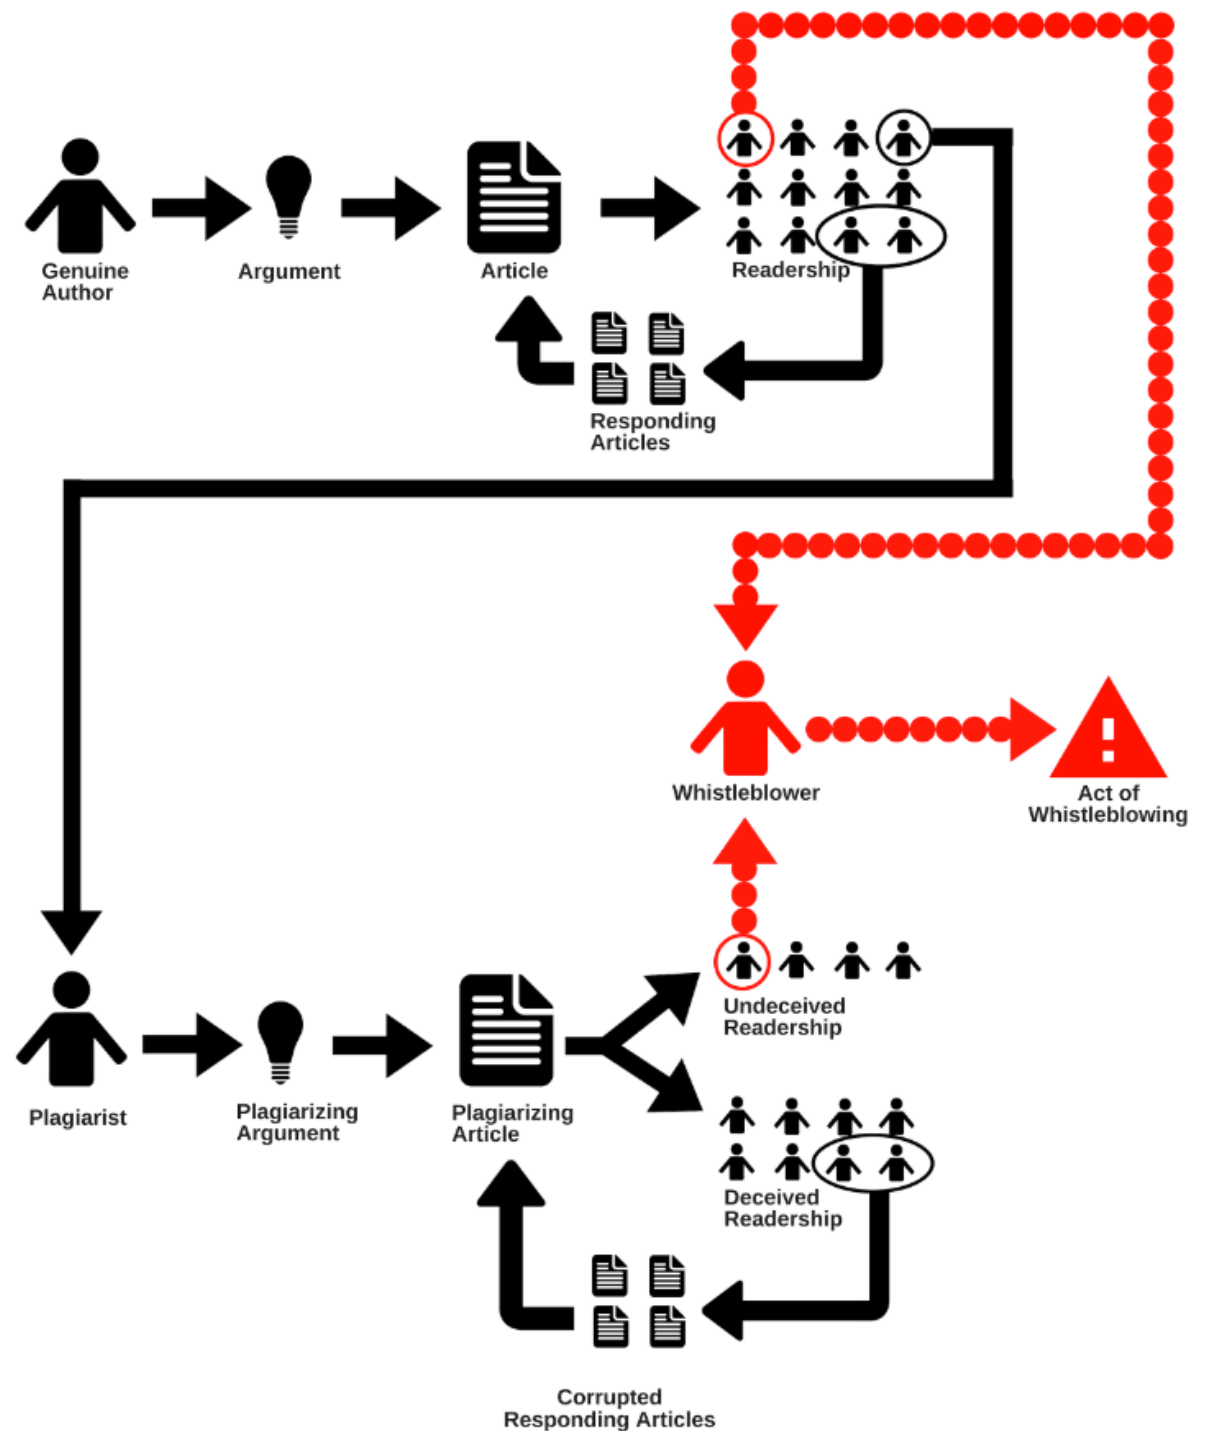 Genuine
Author
Argument
Article
Readership
Responding
Articles
Whistleblower
Act of
Whistleblowing
Undeceived
Readership
Plagiarist
Plagiarizing
Argument
Plagiarizing
Article
Deceived
Readership
Corrupted
Responding Articles